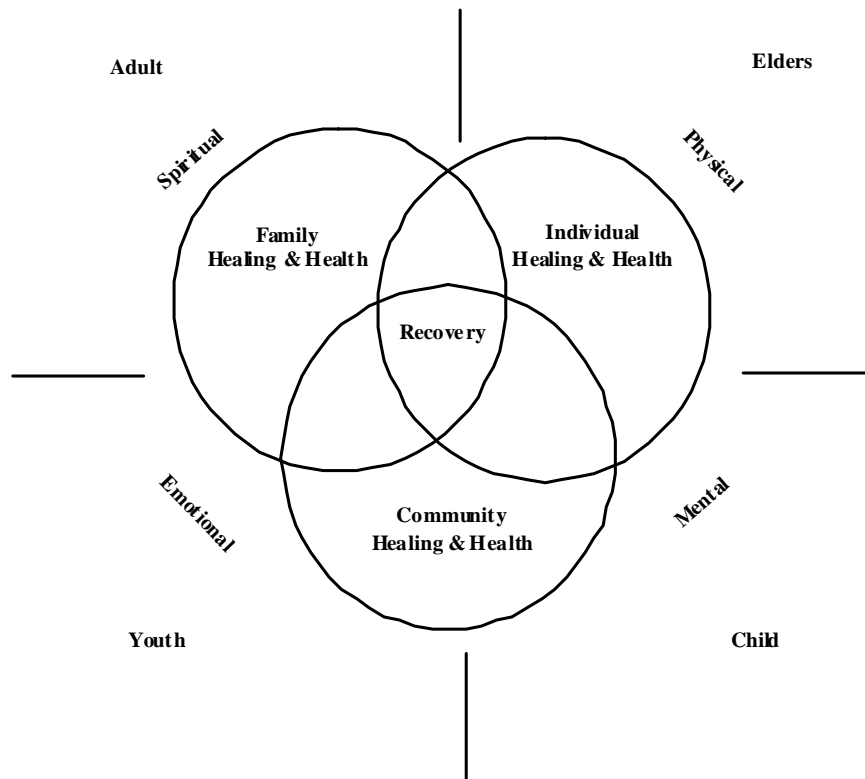 Adult
Elders
Spiritual
Physical
Family
Healing & Health
Individual
Healing & Health
Recovery
Emotional
Mental
Community
Healing & Health
Youth
Child